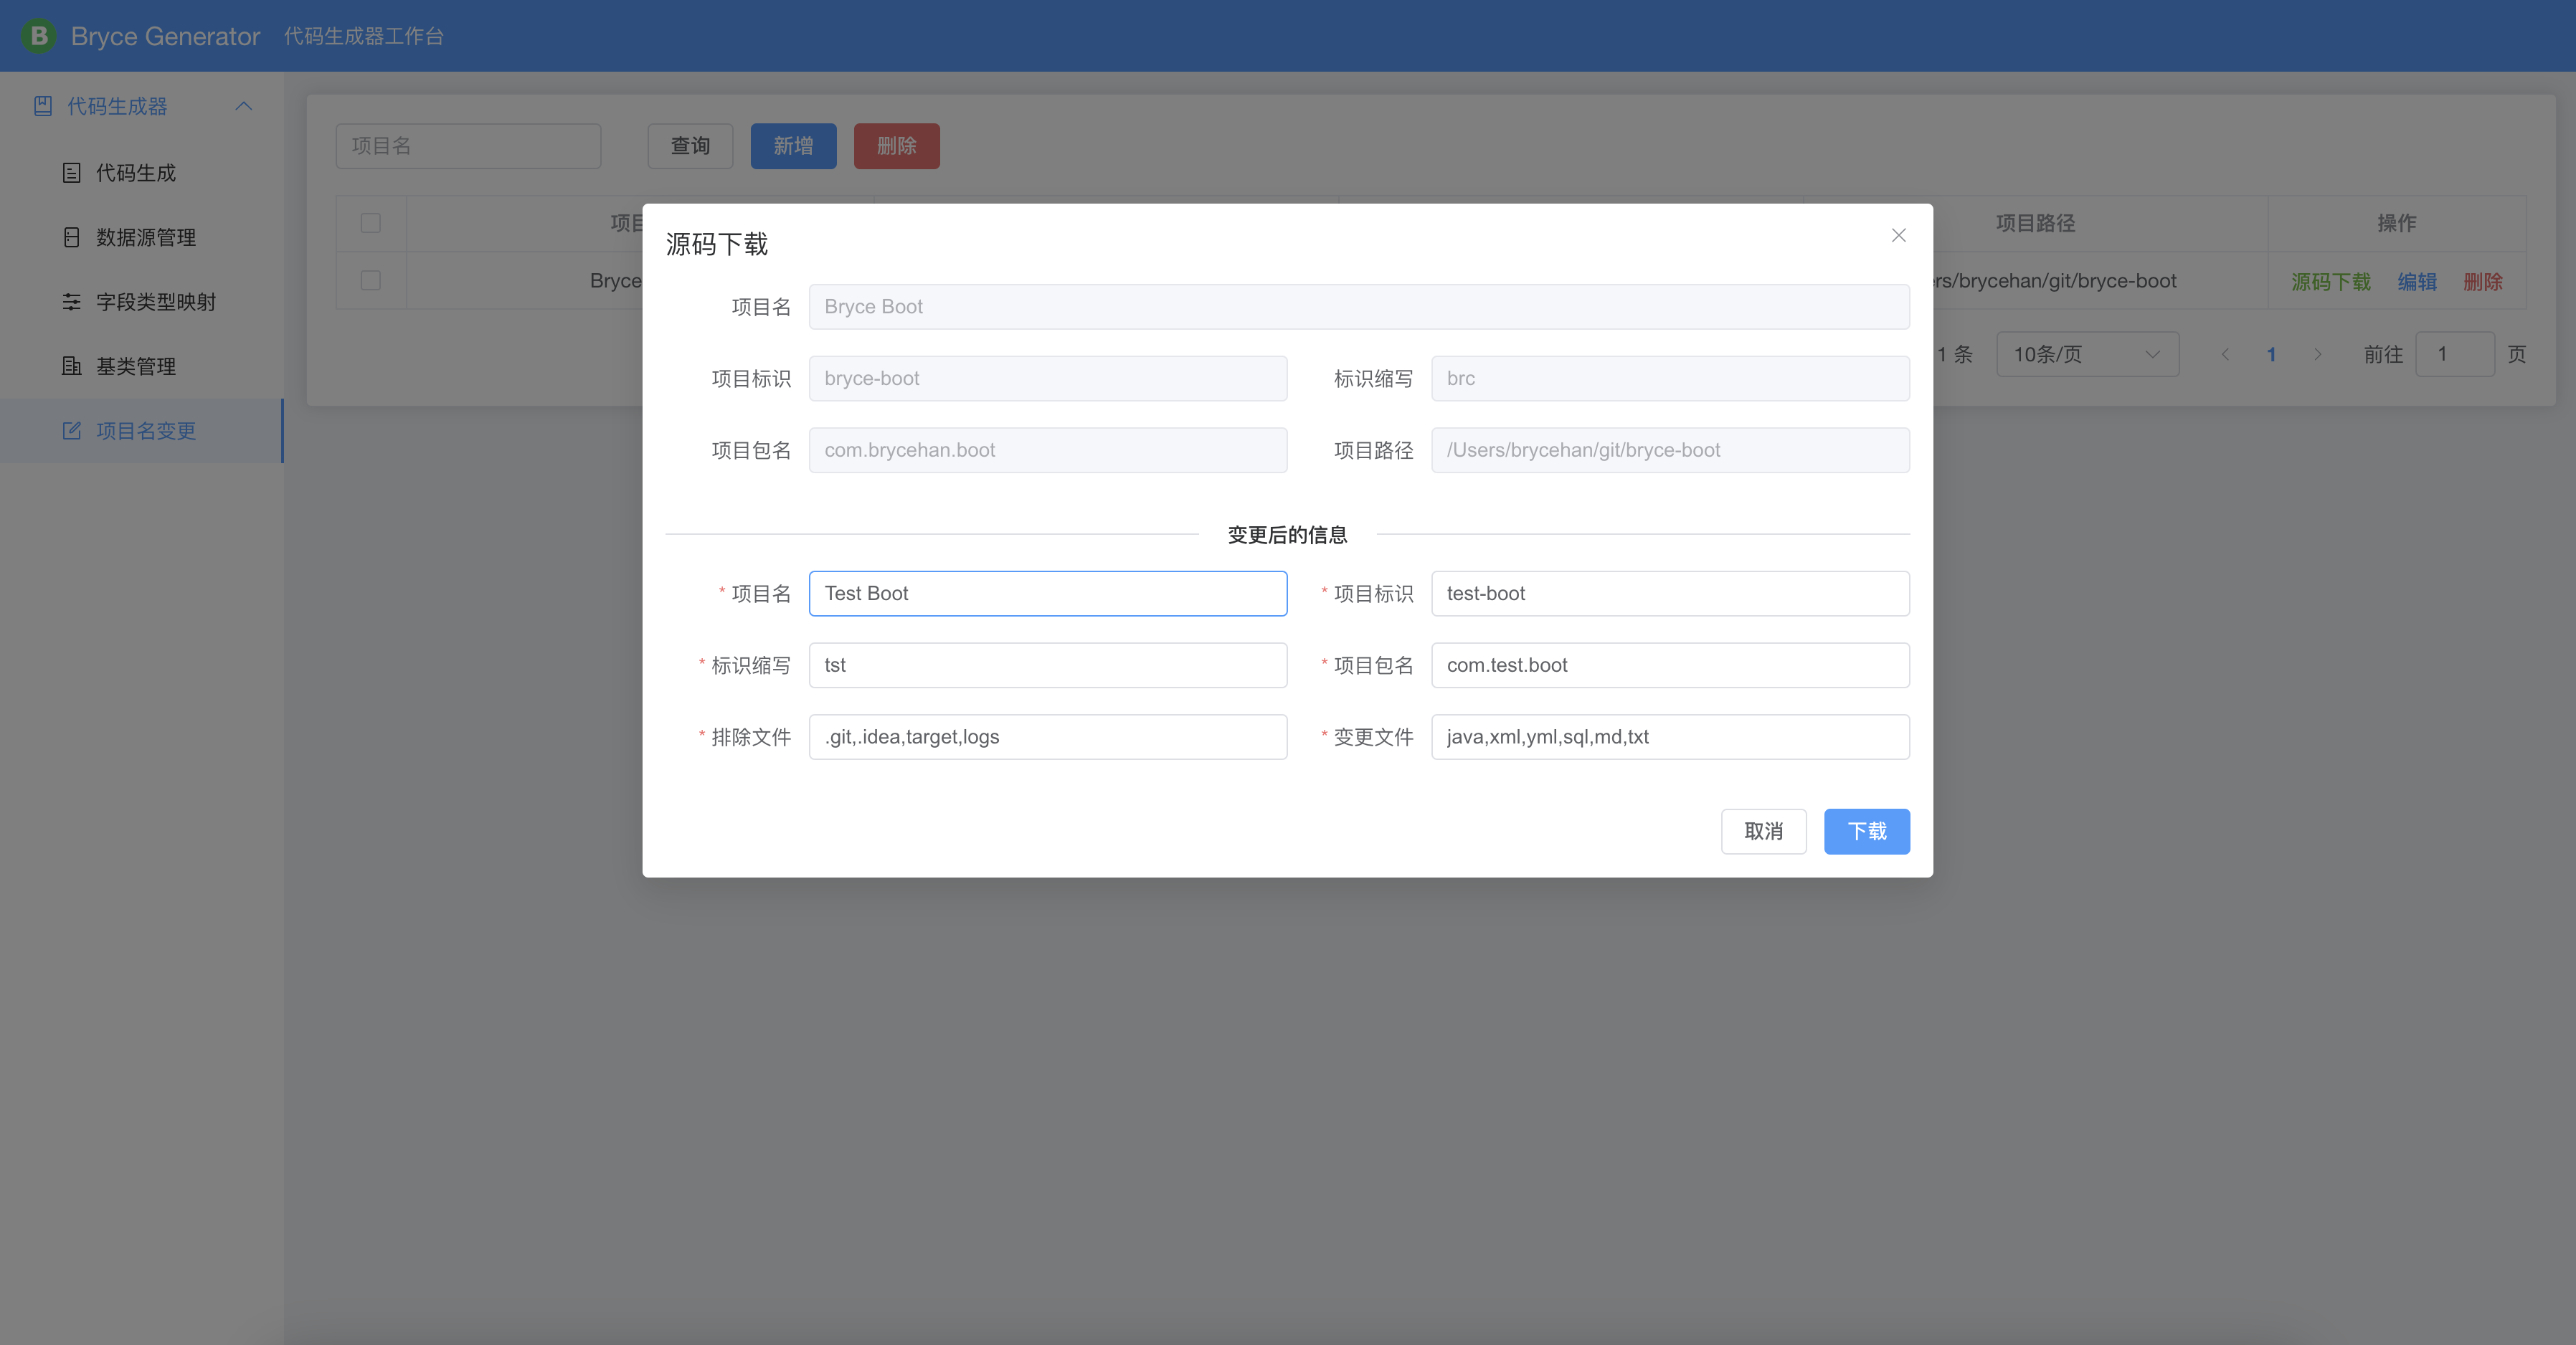 B Bryce Generator 代码生成器工作台
代码生成器
代码生成
数据源管理
字段类型映射
基类管理
项目名变更
项目名 查询 新增 删除
项目路径 操作
Bryce /brycehan/git/bryce-boot 源码下载 编辑 删除
1 条 10条/页 1 前往 1 页
源码下载
项目名 Bryce Boot
项目标识 bryce-boot 标识缩写 brc
项目包名 com.brycehan.boot 项目路径 /Users/brycehan/git/bryce-boot
变更后的信息
* 项目名 Test Boot * 项目标识 test-boot
* 标识缩写 tst * 项目包名 com.test.boot
* 排除文件 .git,.idea,target,logs * 变更文件 java,xml,yml,sql,md,txt
取消 下载